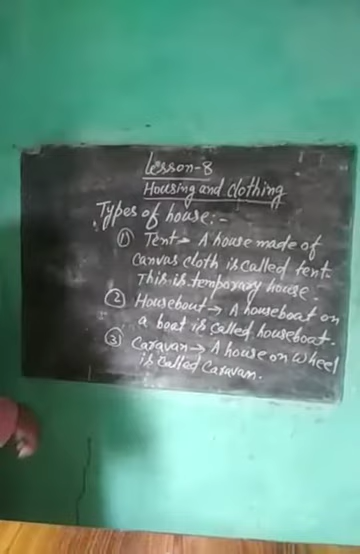 Lesson-8
Housing and clothing
Types of house:-
① Tent → A house made of
canvas cloth is called tent.
This is temporary house.
② Housebout → A houseboat on
a boat is called houseboat.
③ Caravan → A house on wheel
is called Caravan.